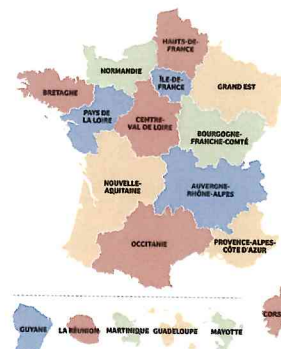 HAUTS-DE-
FRANCE
NORMANDIE
ÎLE-DE-
FRANCE
GRAND EST
BRETAGNE
PAYS DE
LA LOIRE
CENTRE-
VAL DE LOIRE
BOURGOGNE-
FRANCHE-COMTÉ
NOUVELLE-
AQUITAINE
AUVERGNE-
RHÔNE-ALPES
OCCITANIE
PROVENCE-ALPES-
CÔTE D'AZUR
CORS
GUYANE
LA RÉUNION
MARTINIQUE
GUADELOUPE
MAYOTTE